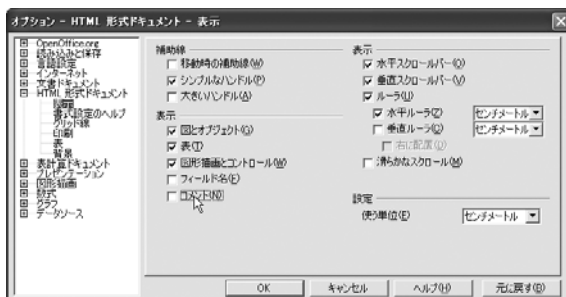 オプション - HTML 形式ドキュメント - 表示
OpenOffice.org
読み込みと保存
言語設定
インターネット
文書ドキュメント
HTML 形式ドキュメント
書式設定のヘルプ
グリッド線
印刷
表
背景
表計算ドキュメント
プレゼンテーション
図形描画
数式
グラフ
データソース
補助線
移動時の補助線(W)
シンプルなハンドル(P)
大きいハンドル(A)
表示
図とオブジェクト(G)
表(T)
図形描画とコントロール(W)
フィールド名(E)
コメント(N)
表示
水平スクロールバー(O)
垂直スクロールバー(V)
ルーラ(U)
水平ルーラ(Z) センチメートル
垂直ルーラ(C) センチメートル
右に配置(U)
滑らかなスクロール(M)
設定
使う単位(E) センチメートル
OK
キャンセル
ヘルプ(H)
元に戻す(B)